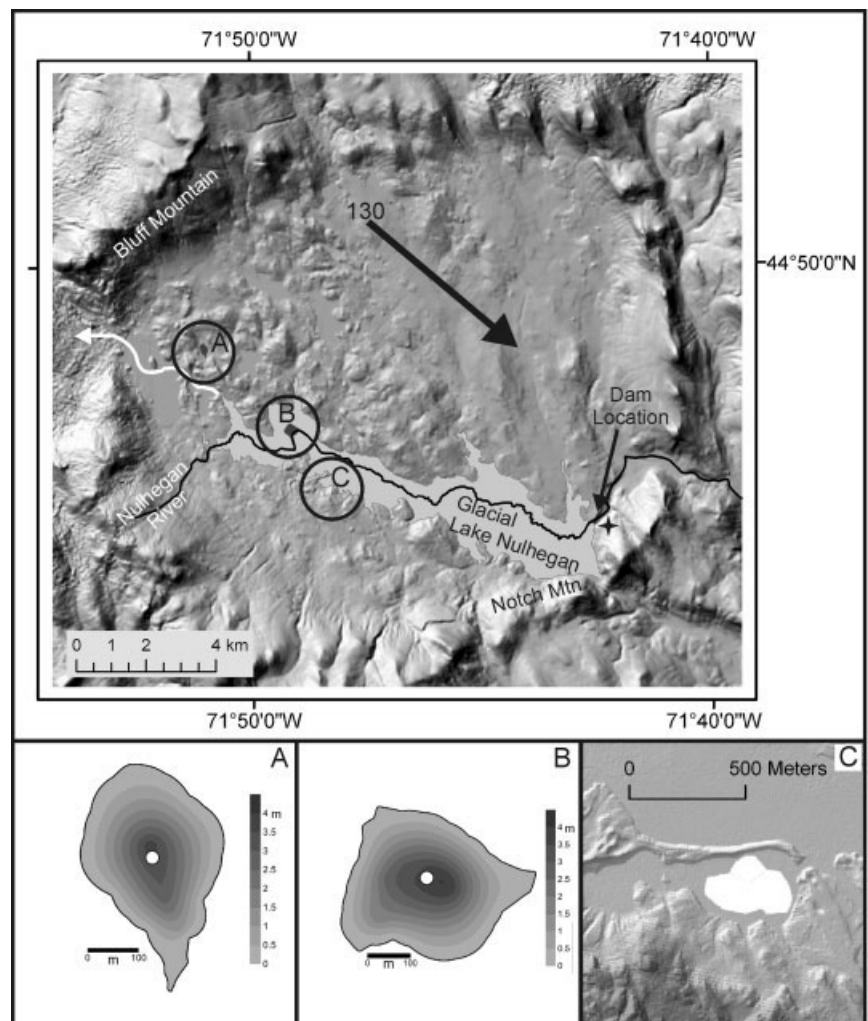 71°50'0"W
71°40'0"W
Bluff Mountain
130
44°50'0"N
A
Dam
Location
B
C
Nulhegan
River
Glacial
Lake Nulhegan
Notch Mtn.
0 1 2 4 km
71°50'0"W
71°40'0"W
A
4 m
3.5
3
2.5
2
1.5
1
0.5
0
0 100
m
B
4 m
3.5
3
2.5
2
1.5
1
0.5
0
0 100
m
C
0 500 Meters